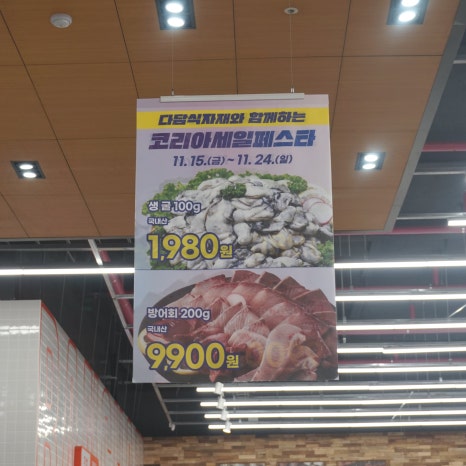 다담식자재와 함께하는
코리아세일페스타
11.15.(금) ~ 11.24.(일)
생 굴 100g
국내산
1,980원
방어회 200g
국내산
9,900원